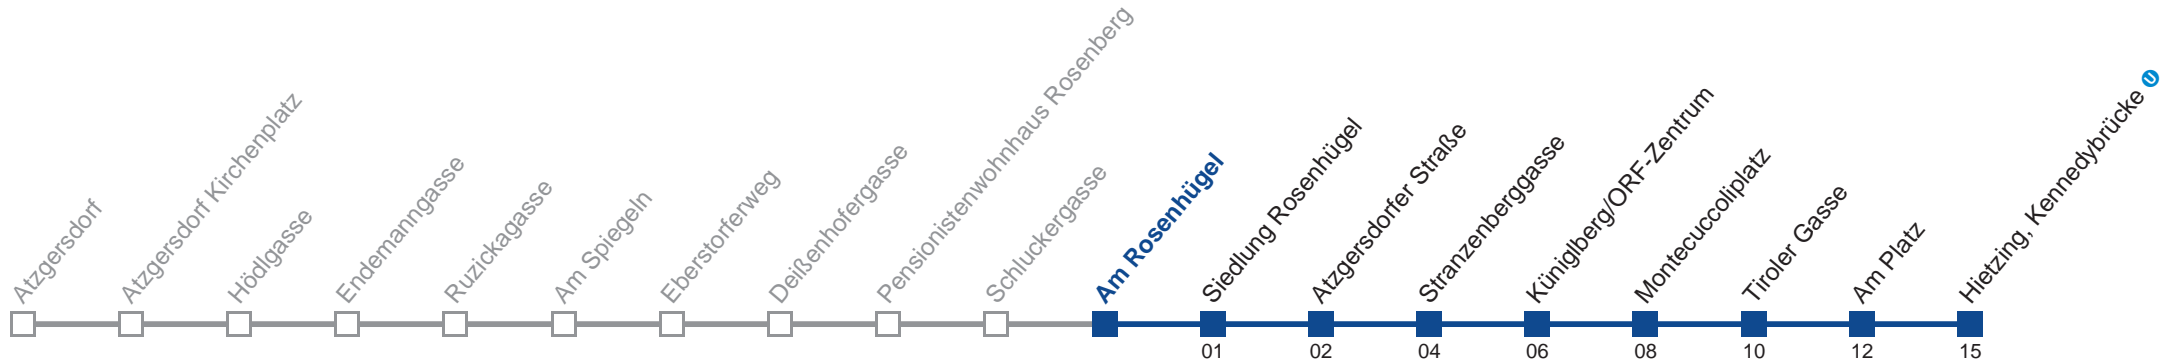 Atzgersdorf
Atzgersdorf Kirchenplatz
Hödlgasse
Endemanngasse
Ruzickagasse
Am Spiegeln
Eberstorferweg
Deißenhofergasse
Pensionistenwohnhaus Rosenberg
Schluckergasse
Am Rosenhügel
Siedlung Rosenhügel
Atzgersdorfer Straße
Stranzenberggasse
Küniglberg/ORF-Zentrum
Montecuccoliplatz
Tiroler Gasse
Am Platz
Hietzing, Kennedybrücke U
01 02 04 06 08 10 12 15